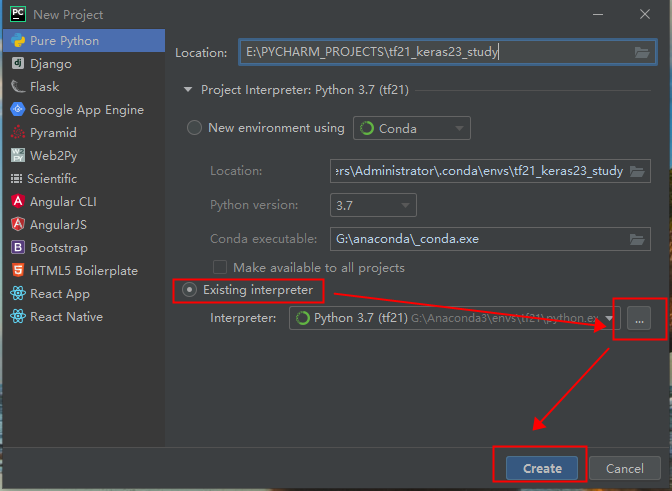 PC New Project
Pure Python
Django
Flask
Google App Engine
Pyramid
Web2Py
Scientific
Angular CLI
AngularJS
Bootstrap
HTML5 Boilerplate
React App
React Native
Location: E:\PYCHARM_PROJECTS\tf21_keras23_study
Project Interpreter: Python 3.7 (tf21)
New environment using Conda
Location: ers\Administrator\.conda\envs\tf21_keras23_study
Python version: 3.7
Conda executable: G:\anaconda\_conda.exe
Make available to all projects
Existing interpreter
Interpreter: Python 3.7 (tf21) G:\Anaconda3\envs\tf21\python.ex ...
Create Cancel